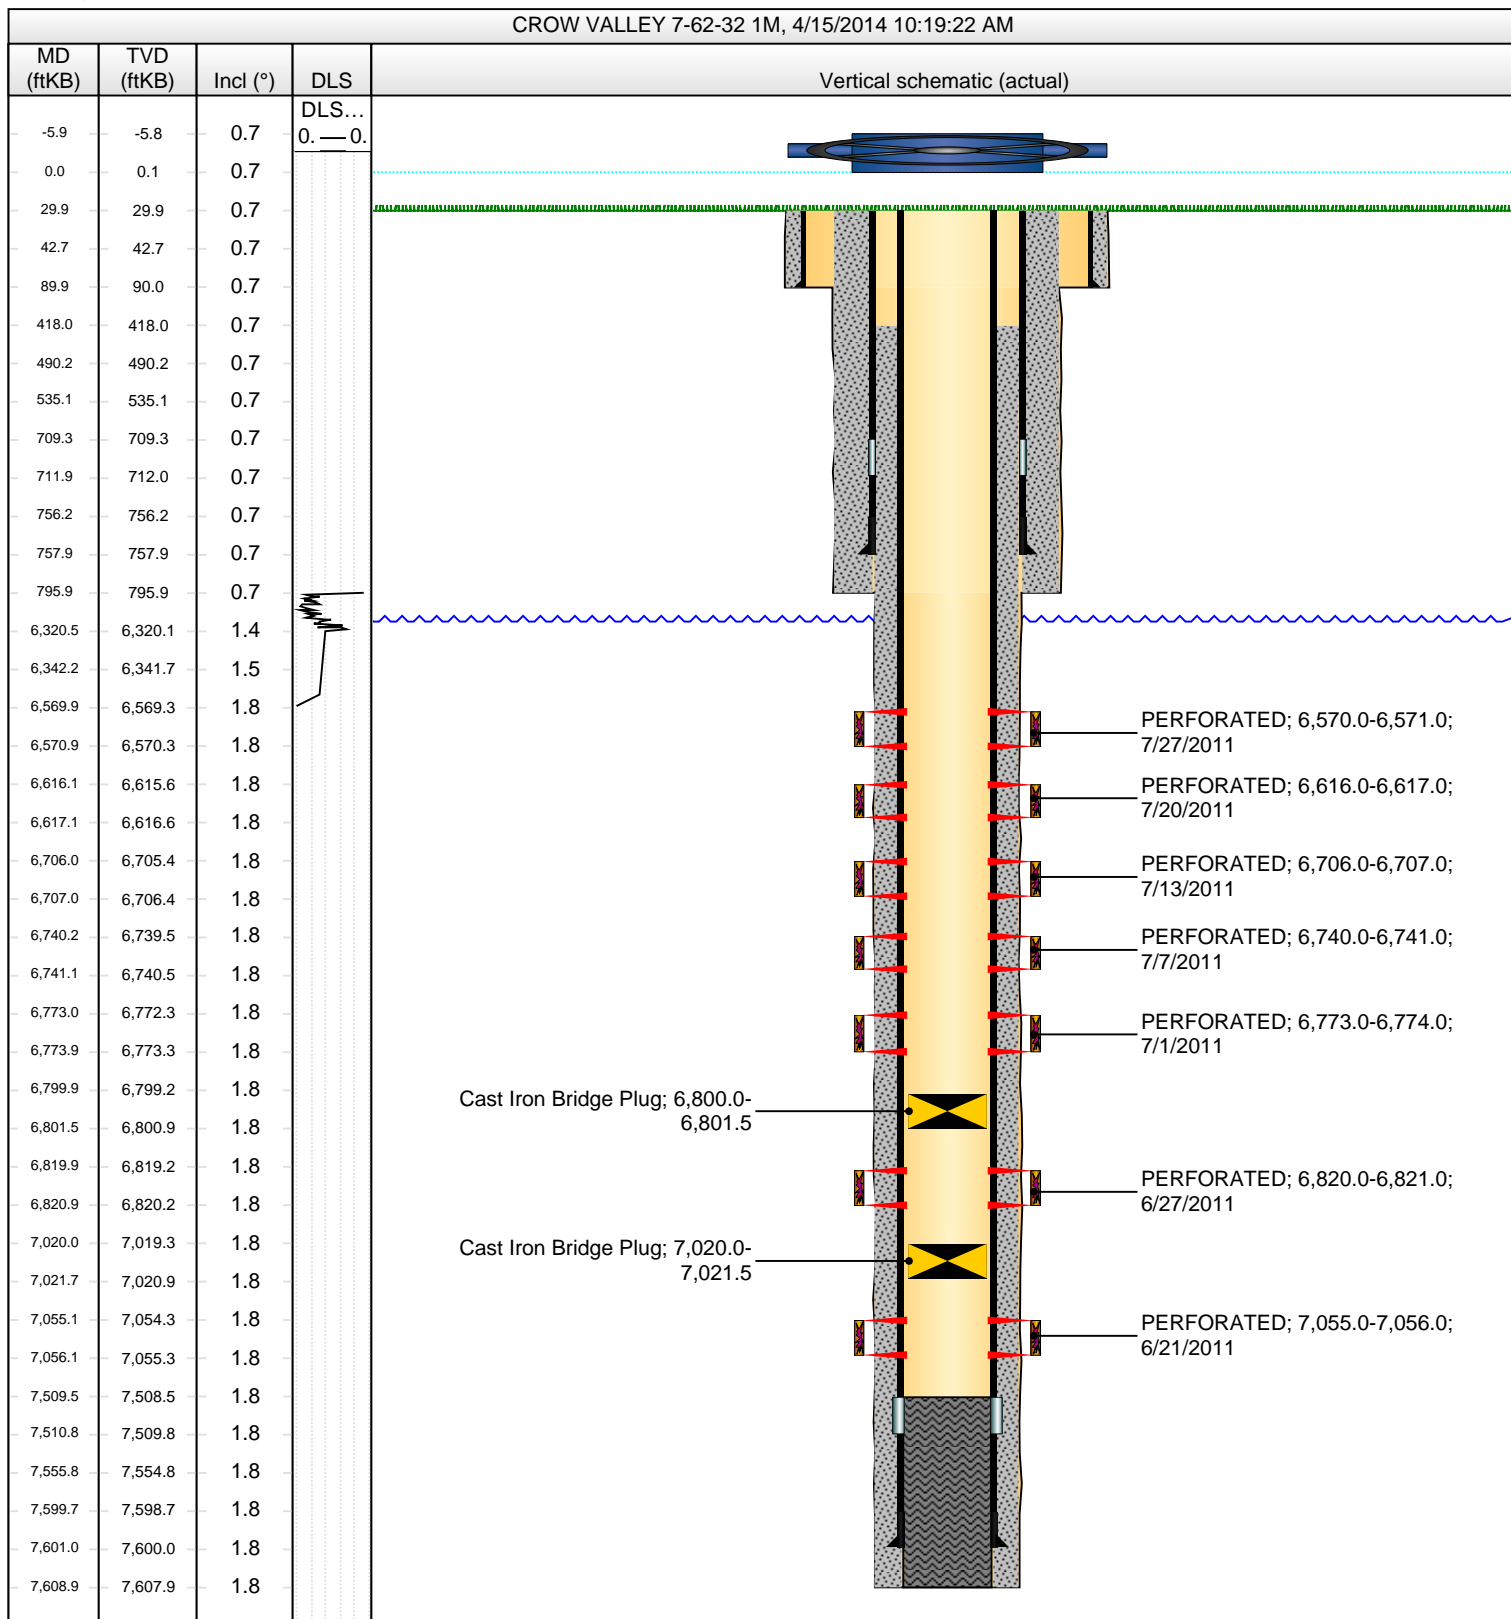 CROW VALLEY 7-62-32 1M, 4/15/2014 10:19:22 AM
MD (ftKB) TVD (ftKB) Incl (°) DLS Vertical schematic (actual)
DLS…
0. 0.
-5.9 -5.8 0.7
0.0 0.1 0.7
29.9 29.9 0.7
42.7 42.7 0.7
89.9 90.0 0.7
418.0 418.0 0.7
490.2 490.2 0.7
535.1 535.1 0.7
709.3 709.3 0.7
711.9 712.0 0.7
756.2 756.2 0.7
757.9 757.9 0.7
795.9 795.9 0.7
6,320.5 6,320.1 1.4
6,342.2 6,341.7 1.5
6,569.9 6,569.3 1.8
6,570.9 6,570.3 1.8
6,616.1 6,615.6 1.8
6,617.1 6,616.6 1.8
6,706.0 6,705.4 1.8
6,707.0 6,706.4 1.8
6,740.2 6,739.5 1.8
6,741.1 6,740.5 1.8
6,773.0 6,772.3 1.8
6,773.9 6,773.3 1.8
6,799.9 6,799.2 1.8
6,801.5 6,800.9 1.8
6,819.9 6,819.2 1.8
6,820.9 6,820.2 1.8
7,020.0 7,019.3 1.8
7,021.7 7,020.9 1.8
7,055.1 7,054.3 1.8
7,056.1 7,055.3 1.8
7,509.5 7,508.5 1.8
7,510.8 7,509.8 1.8
7,555.8 7,554.8 1.8
7,599.7 7,598.7 1.8
7,601.0 7,600.0 1.8
7,608.9 7,607.9 1.8
PERFORATED; 6,570.0-6,571.0;
7/27/2011
PERFORATED; 6,616.0-6,617.0;
7/20/2011
PERFORATED; 6,706.0-6,707.0;
7/13/2011
PERFORATED; 6,740.0-6,741.0;
7/7/2011
PERFORATED; 6,773.0-6,774.0;
7/1/2011
Cast Iron Bridge Plug; 6,800.0-
6,801.5
PERFORATED; 6,820.0-6,821.0;
6/27/2011
Cast Iron Bridge Plug; 7,020.0-
7,021.5
PERFORATED; 7,055.0-7,056.0;
6/21/2011